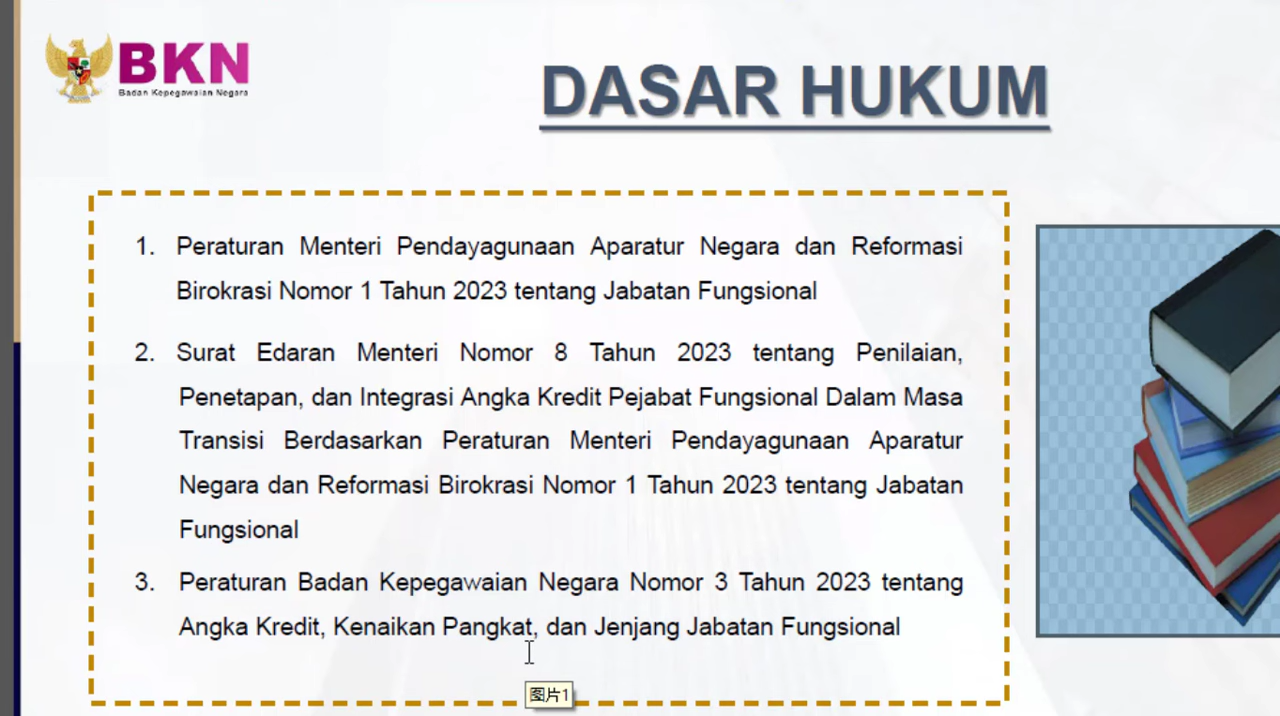 BKN
Badan Kepegawaian Negara
DASAR HUKUM
1. Peraturan Menteri Pendayagunaan Aparatur Negara dan Reformasi
Birokrasi Nomor 1 Tahun 2023 tentang Jabatan Fungsional
2. Surat Edaran Menteri Nomor 8 Tahun 2023 tentang Penilaian,
Penetapan, dan Integrasi Angka Kredit Pejabat Fungsional Dalam Masa
Transisi Berdasarkan Peraturan Menteri Pendayagunaan Aparatur
Negara dan Reformasi Birokrasi Nomor 1 Tahun 2023 tentang Jabatan
Fungsional
3. Peraturan Badan Kepegawaian Negara Nomor 3 Tahun 2023 tentang
Angka Kredit, Kenaikan Pangkat, dan Jenjang Jabatan Fungsional
图片1